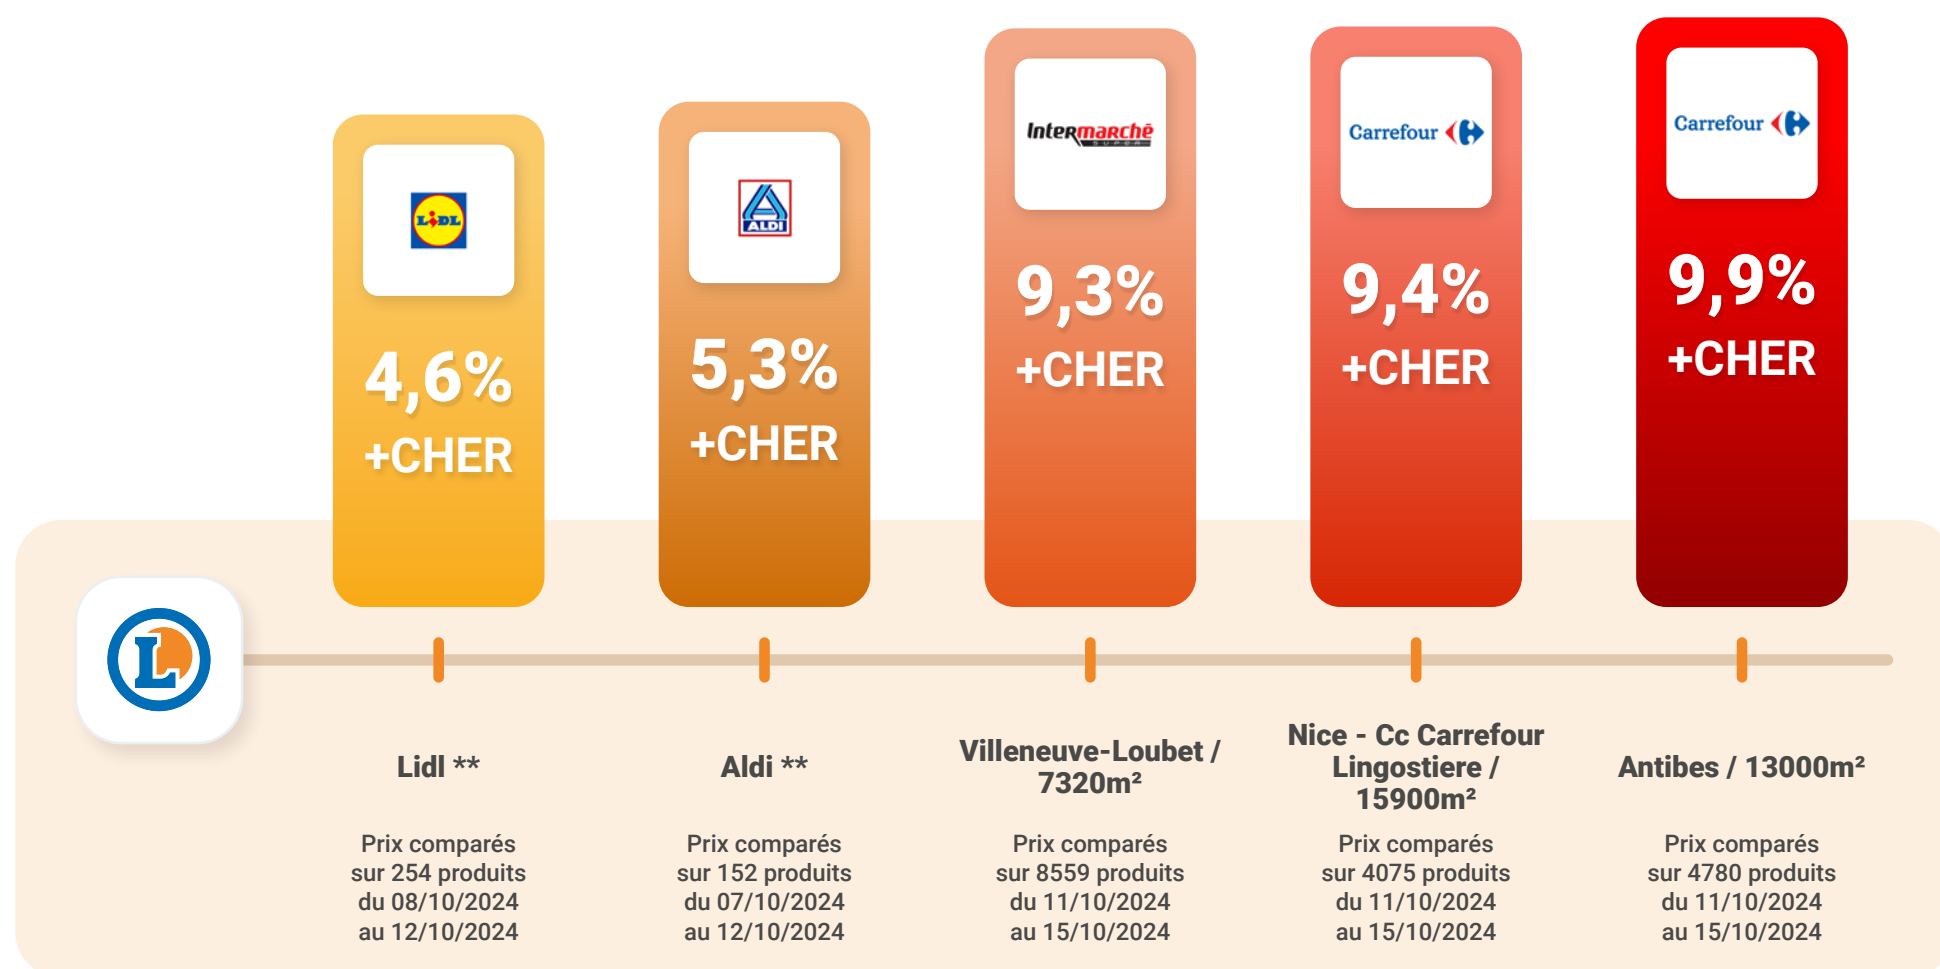 LIDL
4,6%
+CHER
ALDI
5,3%
+CHER
Intermarchē
SUPER
9,3%
+CHER
Carrefour
9,4%
+CHER
Carrefour
9,9%
+CHER
L
Lidl **
Prix comparés
sur 254 produits
du 08/10/2024
au 12/10/2024
Aldi **
Prix comparés
sur 152 produits
du 07/10/2024
au 12/10/2024
Villeneuve-Loubet /
7320m²
Prix comparés
sur 8559 produits
du 11/10/2024
au 15/10/2024
Nice - Cc Carrefour
Lingostiere /
15900m²
Prix comparés
sur 4075 produits
du 11/10/2024
au 15/10/2024
Antibes / 13000m²
Prix comparés
sur 4780 produits
du 11/10/2024
au 15/10/2024